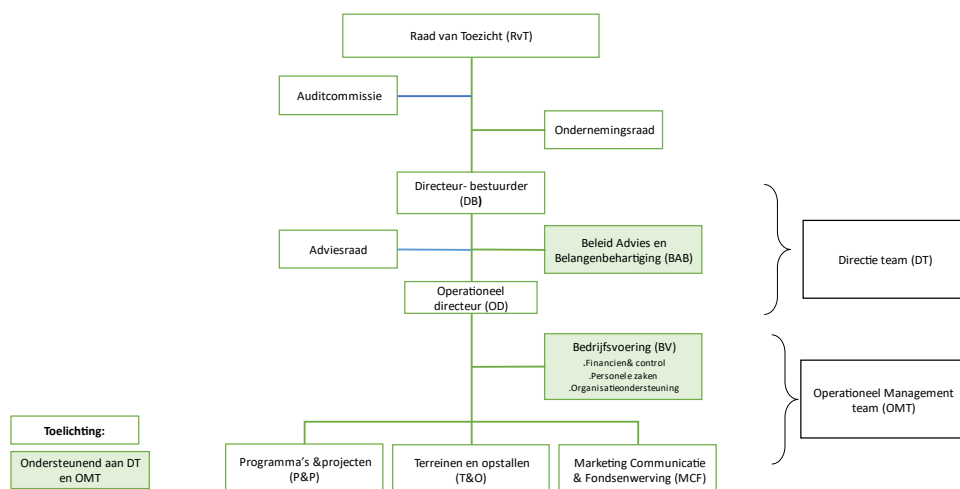 Raad van Toezicht (RvT)
Auditcommissie
Ondernemingsraad
Directeur- bestuurder
(DB)
Adviesraad
Beleid Advies en
Belangenbehartiging (BAB)
Directie team (DT)
Operationeel
directeur (OD)
Bedrijfsvoering (BV)
.Financien& control
.Personele zaken
.Organisatieondersteuning
Operationeel Management
team (OMT)
Toelichting:
Ondersteunend aan DT
en OMT
Programma's &projecten
(P&P)
Terreinen en opstallen
(T&O)
Marketing Communicatie
& Fondsenwerving (MCF)